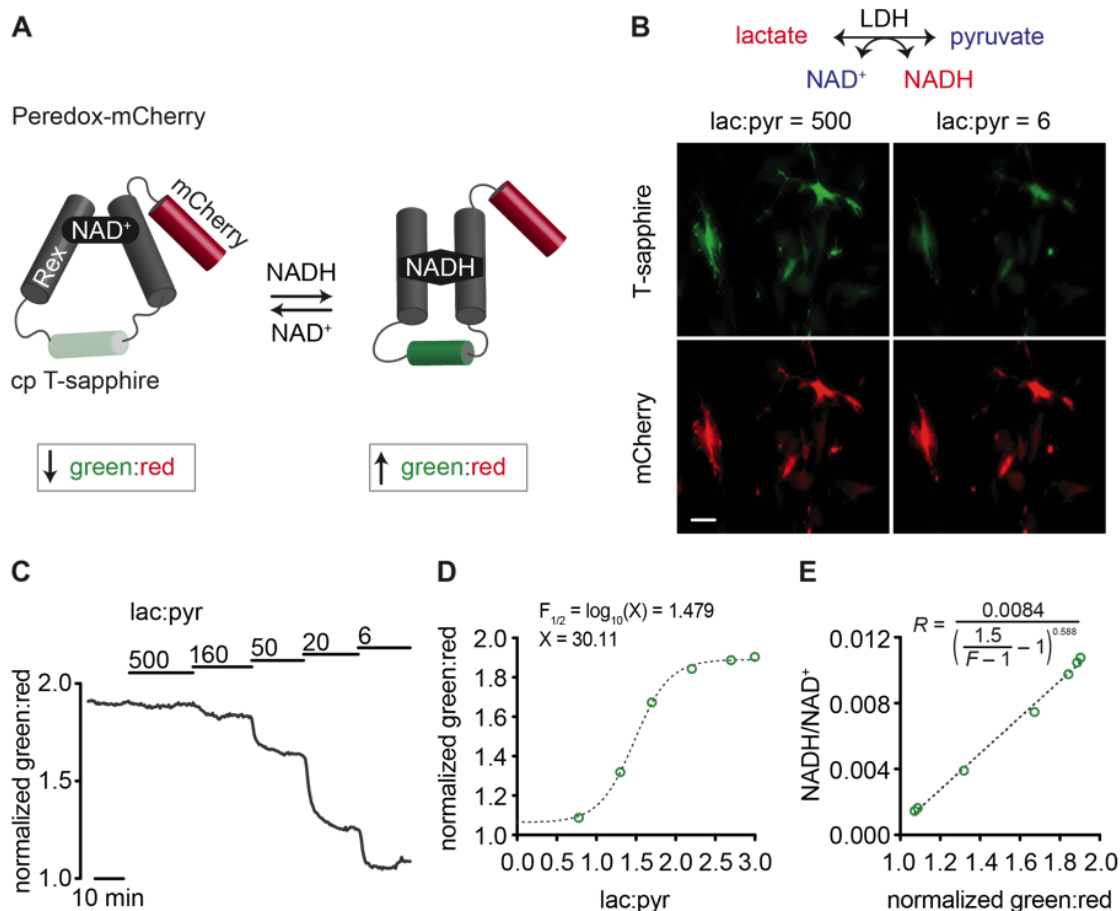 A
Peredox-mCherry
mCherry
NAD⁺
Rex
cp T-sapphire
NADH
NAD⁺
NADH
↓ green:red
↑ green:red
B
LDH
lactate pyruvate
NAD⁺ NADH
lac:pyr = 500 lac:pyr = 6
T-sapphire
mCherry
C
lac:pyr
500 160 50 20 6
normalized green:red
2.0
1.5
1.0
10 min
D
F1/2 = log10(X) = 1.479
X = 30.11
normalized green:red
2.0
1.8
1.6
1.4
1.2
1.0
0.0 0.5 1.0 1.5 2.0 2.5 3.0
lac:pyr
E
R = 0.0084 / (1.5 / (F − 1) − 1)^0.588
NADH/NAD⁺
0.012
0.008
0.004
0.000
1.0 1.2 1.4 1.6 1.8 2.0
normalized green:red